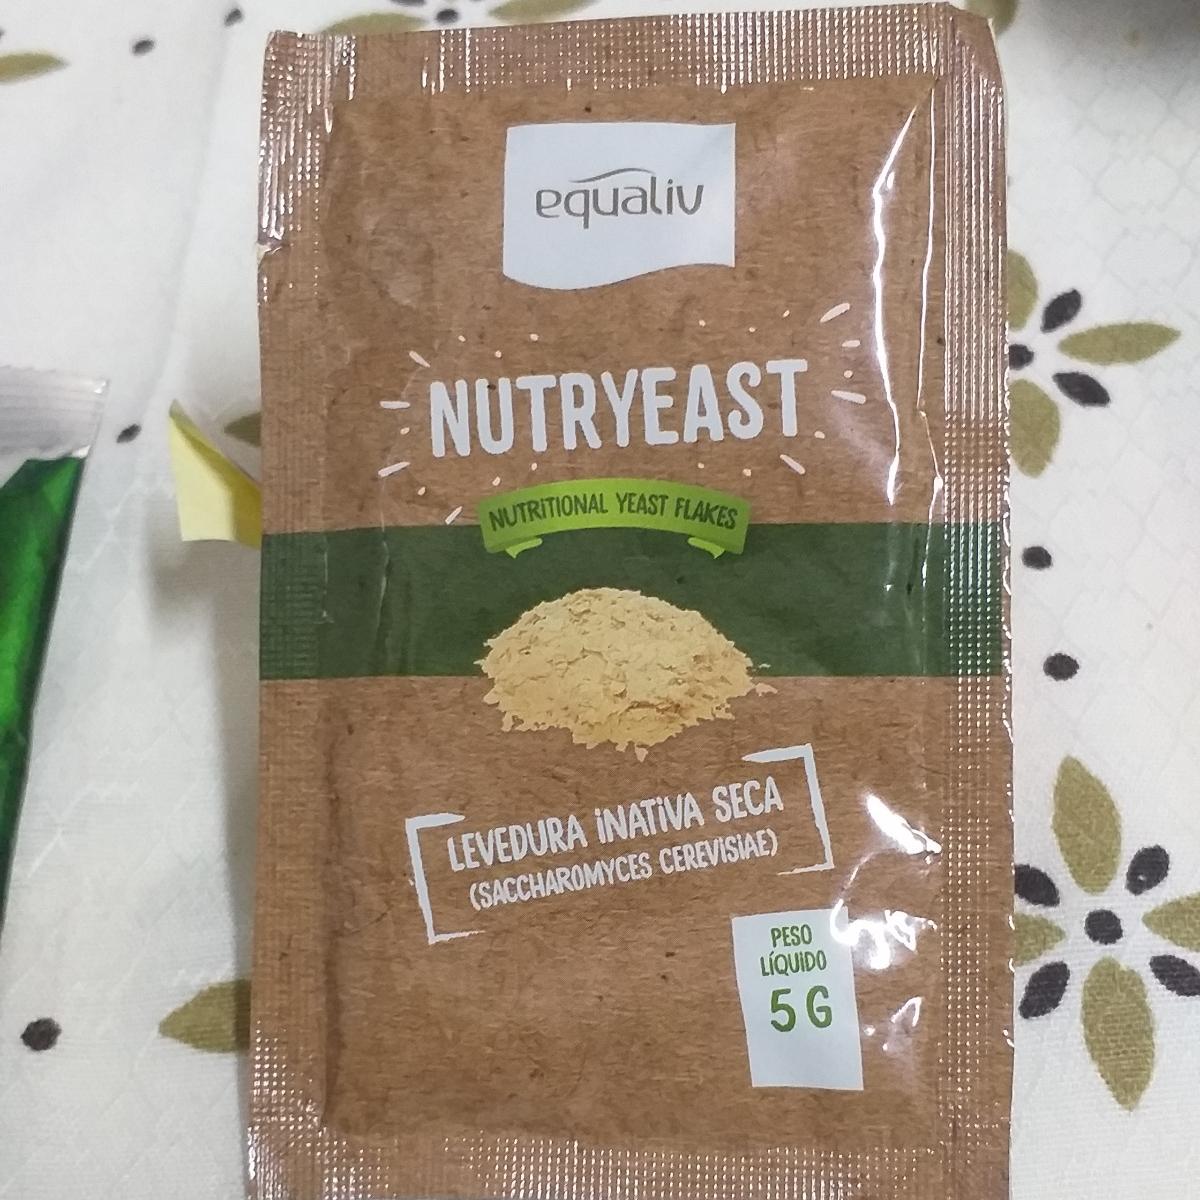 equaliv
NUTRYEAST
NUTRITIONAL YEAST FLAKES
LEVEDURA INATIVA SECA
(SACCHAROMYCES CEREVISIAE)
PESO
LÍQUIDO
5 G